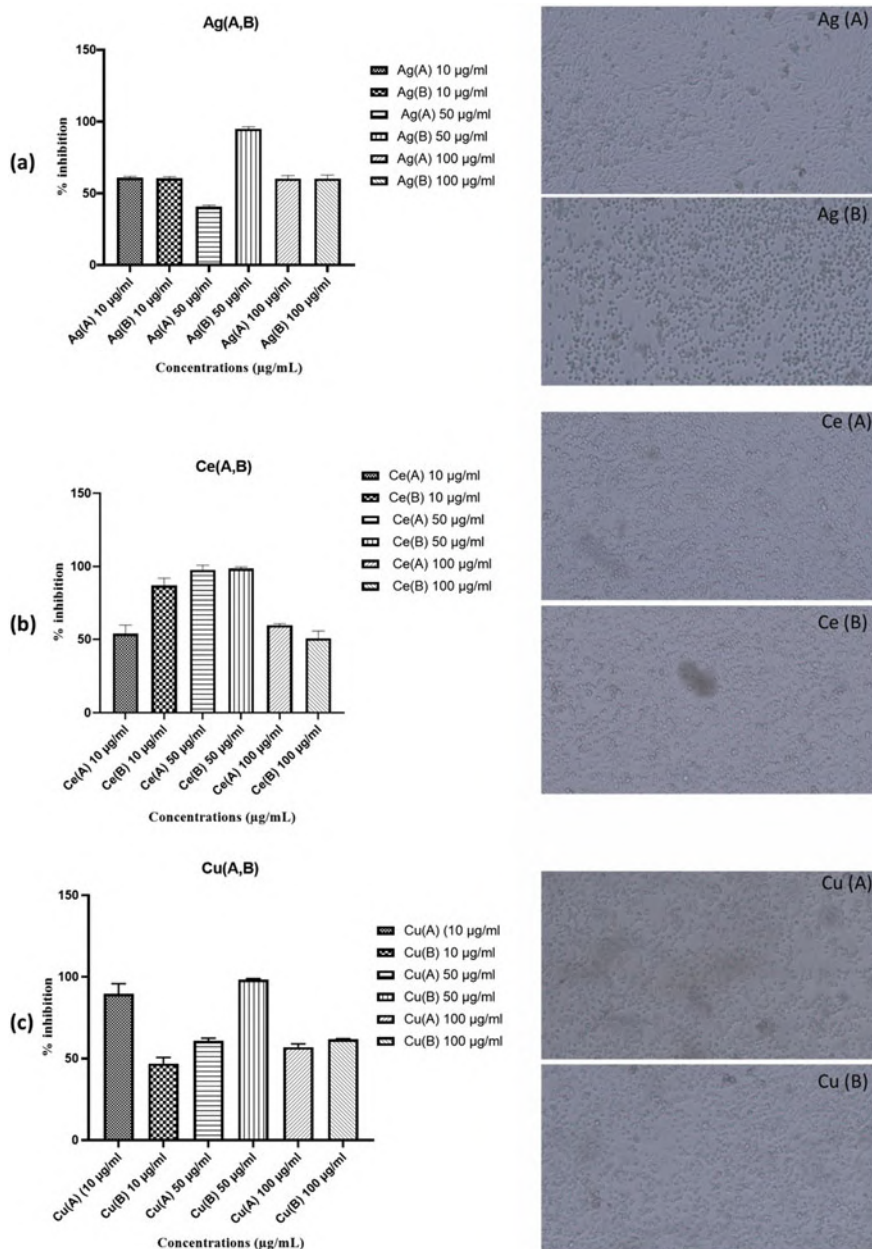 Ag(A,B)
Ag(A) 10 µg/ml
Ag(B) 10 µg/ml
Ag(A) 50 µg/ml
Ag(B) 50 µg/ml
Ag(A) 100 µg/ml
Ag(B) 100 µg/ml
(a)
% inhibition
150
100
50
0
Ag(A) 10 µg/ml
Ag(B) 10 µg/ml
Ag(A) 50 µg/ml
Ag(B) 50 µg/ml
Ag(A) 100 µg/ml
Ag(B) 100 µg/ml
Concentrations (µg/mL)
Ag (A)
Ag (B)
Ce(A,B)
Ce(A) 10 µg/ml
Ce(B) 10 µg/ml
Ce(A) 50 µg/ml
Ce(B) 50 µg/ml
Ce(A) 100 µg/ml
Ce(B) 100 µg/ml
(b)
% inhibition
150
100
50
0
Ce(A) 10 µg/ml
Ce(B) 10 µg/ml
Ce(A) 50 µg/ml
Ce(B) 50 µg/ml
Ce(A) 100 µg/ml
Ce(B) 100 µg/ml
Concentrations (µg/mL)
Ce (A)
Ce (B)
Cu(A,B)
Cu(A) (10 µg/ml
Cu(B) 10 µg/ml
Cu(A) 50 µg/ml
Cu(B) 50 µg/ml
Cu(A) 100 µg/ml
Cu(B) 100 µg/ml
(c)
% inhibition
150
100
50
0
Cu(A) (10 µg/ml
Cu(B) 10 µg/ml
Cu(A) 50 µg/ml
Cu(B) 50 µg/ml
Cu(A) 100 µg/ml
Cu(B) 100 µg/ml
Concentrations (µg/mL)
Cu (A)
Cu (B)